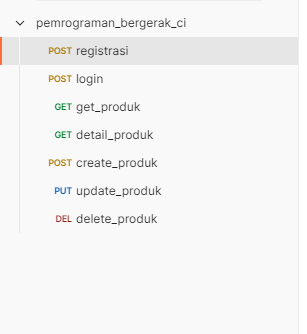 pemrograman_bergerak_ci
POST registrasi
POST login
GET get_produk
GET detail_produk
POST create_produk
PUT update_produk
DEL delete_produk